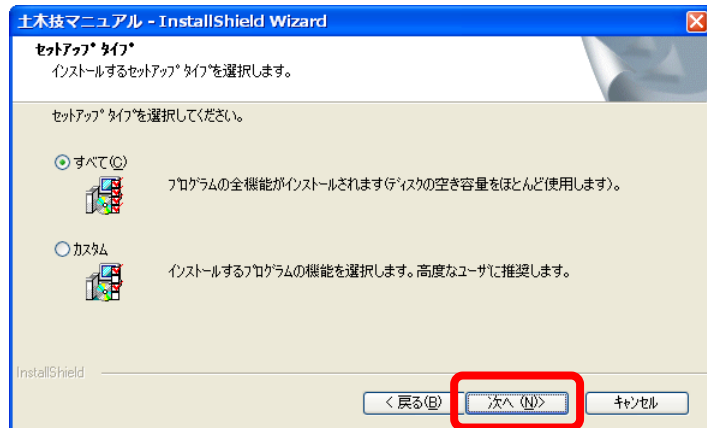 土木技マニュアル - InstallShield Wizard
セットアップ タイプ
インストールするセットアップ タイプを選択します。
セットアップ タイプを選択してください。
すべて(C)
プログラムの全機能がインストールされます(ディスクの空き容量をほとんど使用します)。
カスタム
インストールするプログラムの機能を選択します。高度なユーザに推奨します。
InstallShield
< 戻る(B) 次へ (N)> キャンセル